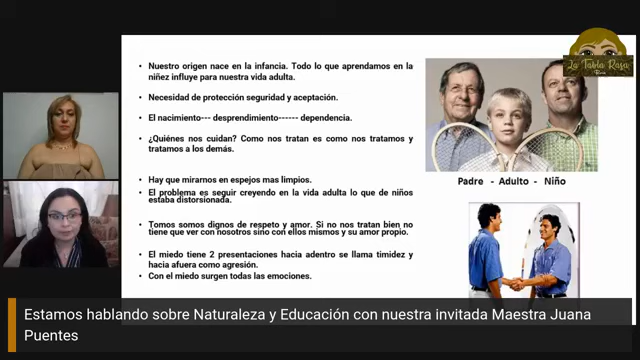 La Tabla Rasa
• Nuestro origen nace en la infancia. Todo lo que aprendamos en la
niñez influye para nuestra vida adulta.
• Necesidad de protección seguridad y aceptación.
• El nacimiento--- desprendimiento------ dependencia.
• ¿Quiénes nos cuidan? Como nos tratan es como nos tratamos y
tratamos a los demás.
• Hay que mirarnos en espejos mas limpios.
• El problema es seguir creyendo en la vida adulta lo que de niños
estaba distorsionada.
• Tomos somos dignos de respeto y amor. Si no nos tratan bien no
tiene que ver con nosotros sino con ellos mismos y su amor propio.
• El miedo tiene 2 presentaciones hacia adentro se llama timidez y
hacia afuera como agresión.
• Con el miedo surgen todas las emociones.
Padre - Adulto - Niño
Estamos hablando sobre Naturaleza y Educación con nuestra invitada Maestra Juana
Puentes